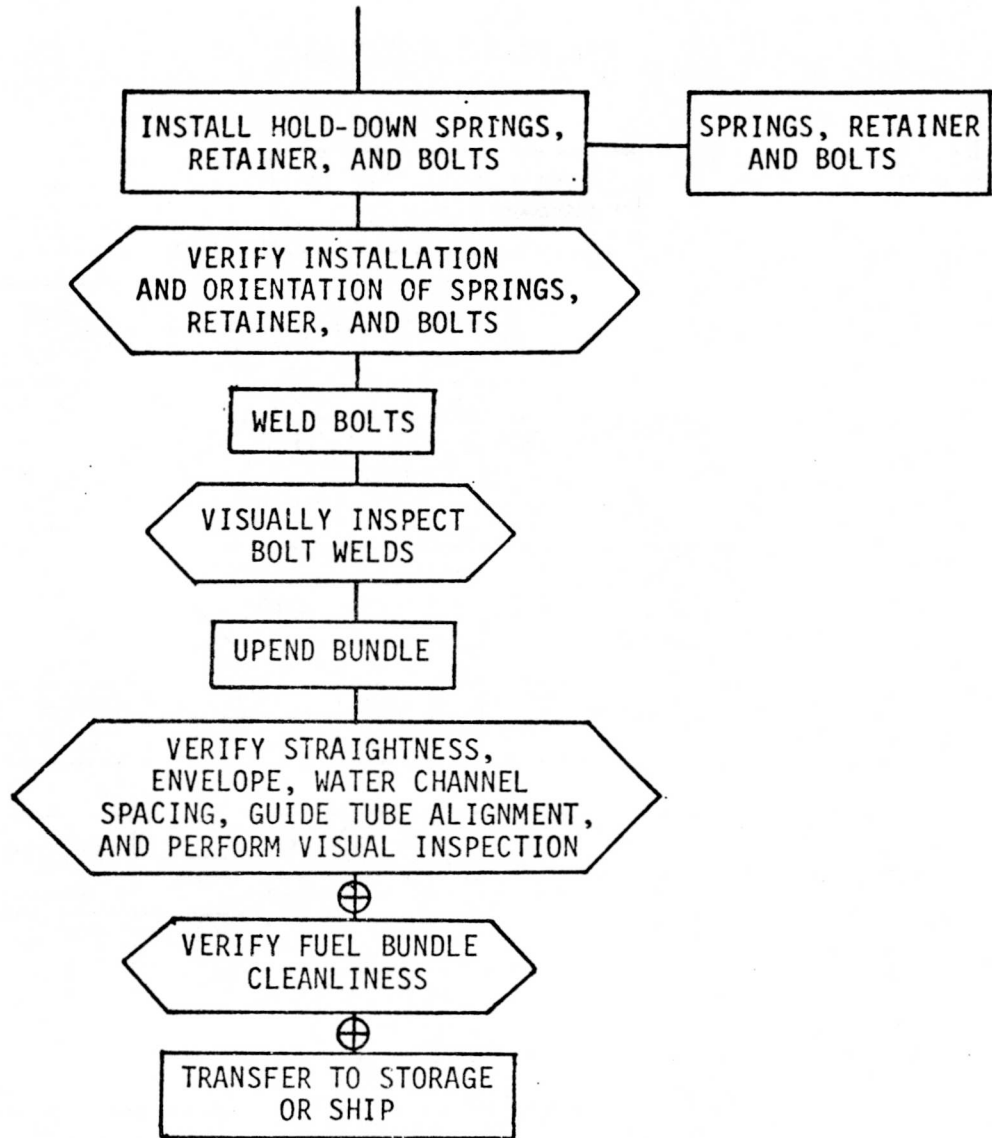 INSTALL HOLD-DOWN SPRINGS,
RETAINER, AND BOLTS
SPRINGS, RETAINER
AND BOLTS
VERIFY INSTALLATION
AND ORIENTATION OF SPRINGS,
RETAINER, AND BOLTS
WELD BOLTS
VISUALLY INSPECT
BOLT WELDS
UPEND BUNDLE
VERIFY STRAIGHTNESS,
ENVELOPE, WATER CHANNEL
SPACING, GUIDE TUBE ALIGNMENT,
AND PERFORM VISUAL INSPECTION
VERIFY FUEL BUNDLE
CLEANLINESS
TRANSFER TO STORAGE
OR SHIP